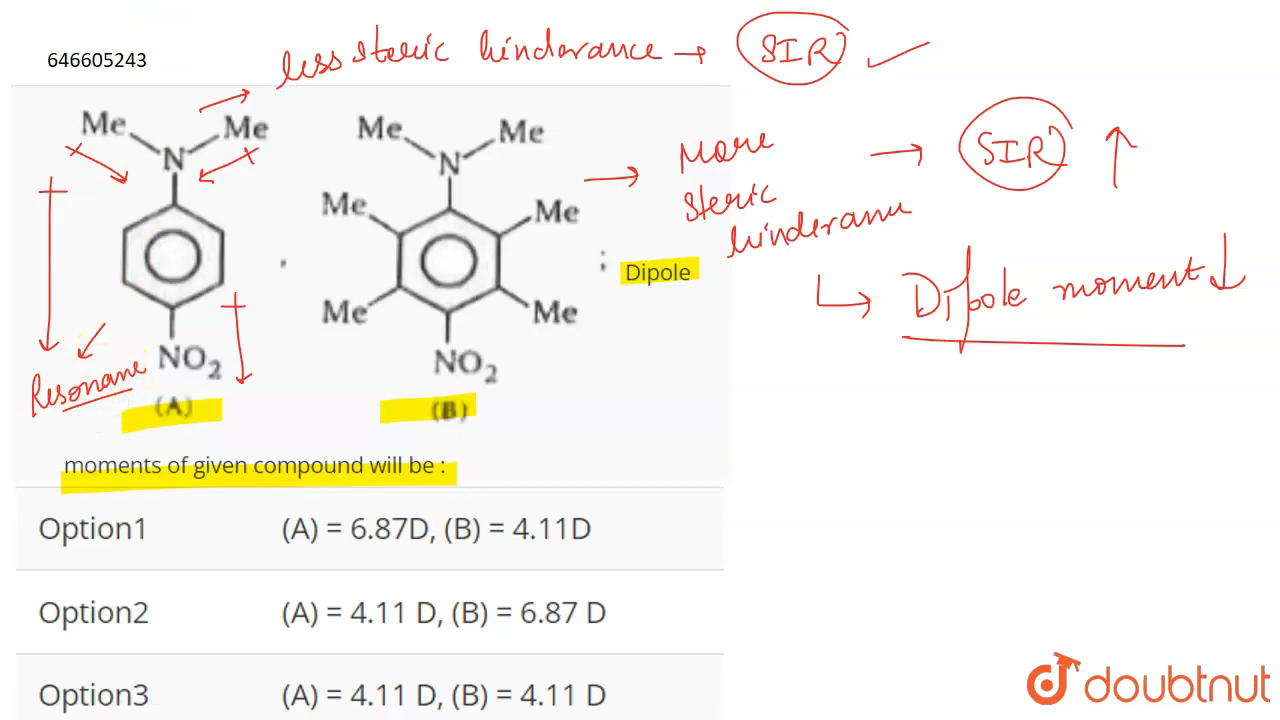 646605243
less steric hinderance → SIR ✓
Me Me Me Me
N N
Me Me
More
steric
hinderance
→ SIR ↑
, ; Dipole
Me Me
↳ Dipole moment ↓
NO2 NO2
Resonane
(A) (B)
moments of given compound will be :
Option1 (A) = 6.87D, (B) = 4.11D
Option2 (A) = 4.11 D, (B) = 6.87 D
Option3 (A) = 4.11 D, (B) = 4.11 D
doubtnut